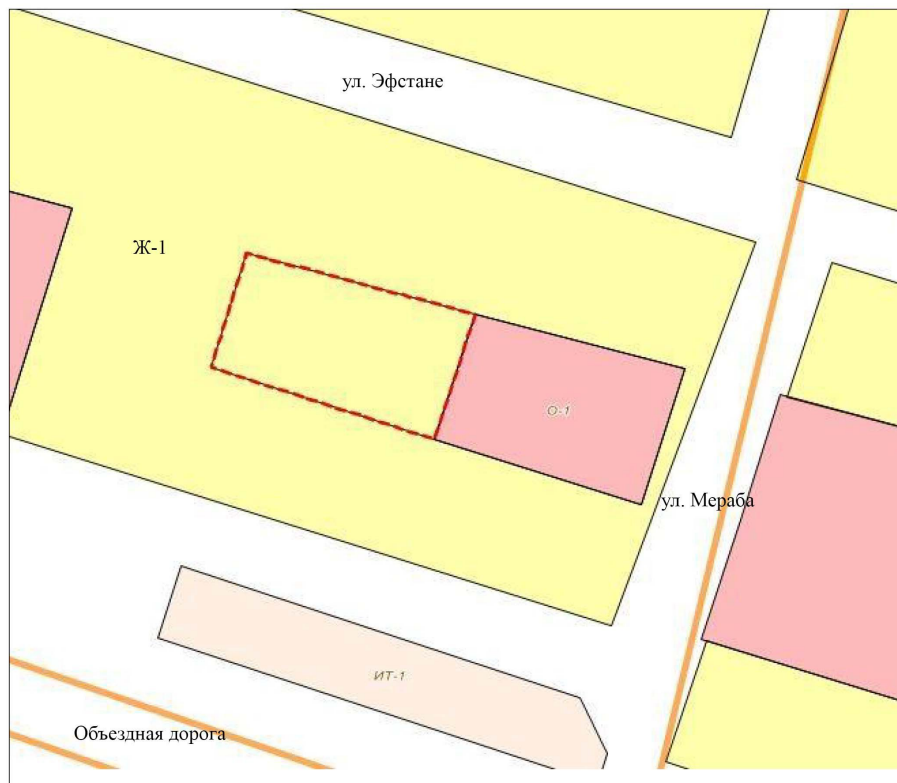 ул. Эфстане
Ж-1
О-1
ул. Мераба
ИТ-1
Объездная дорога